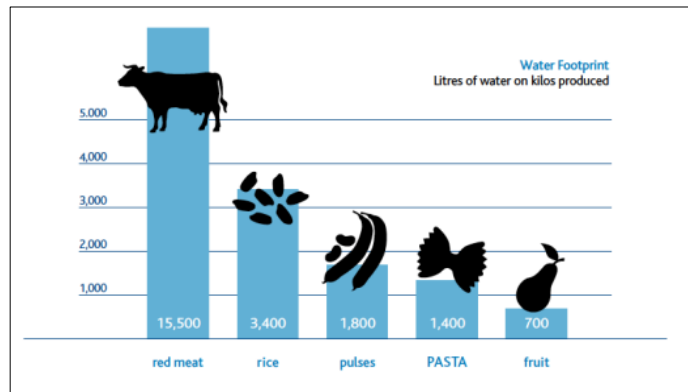 Water Footprint
Litres of water on kilos produced
5.000
4,000
3,000
2,000
1,000
15,500 3,400 1,800 1,400 700
red meat rice pulses PASTA fruit